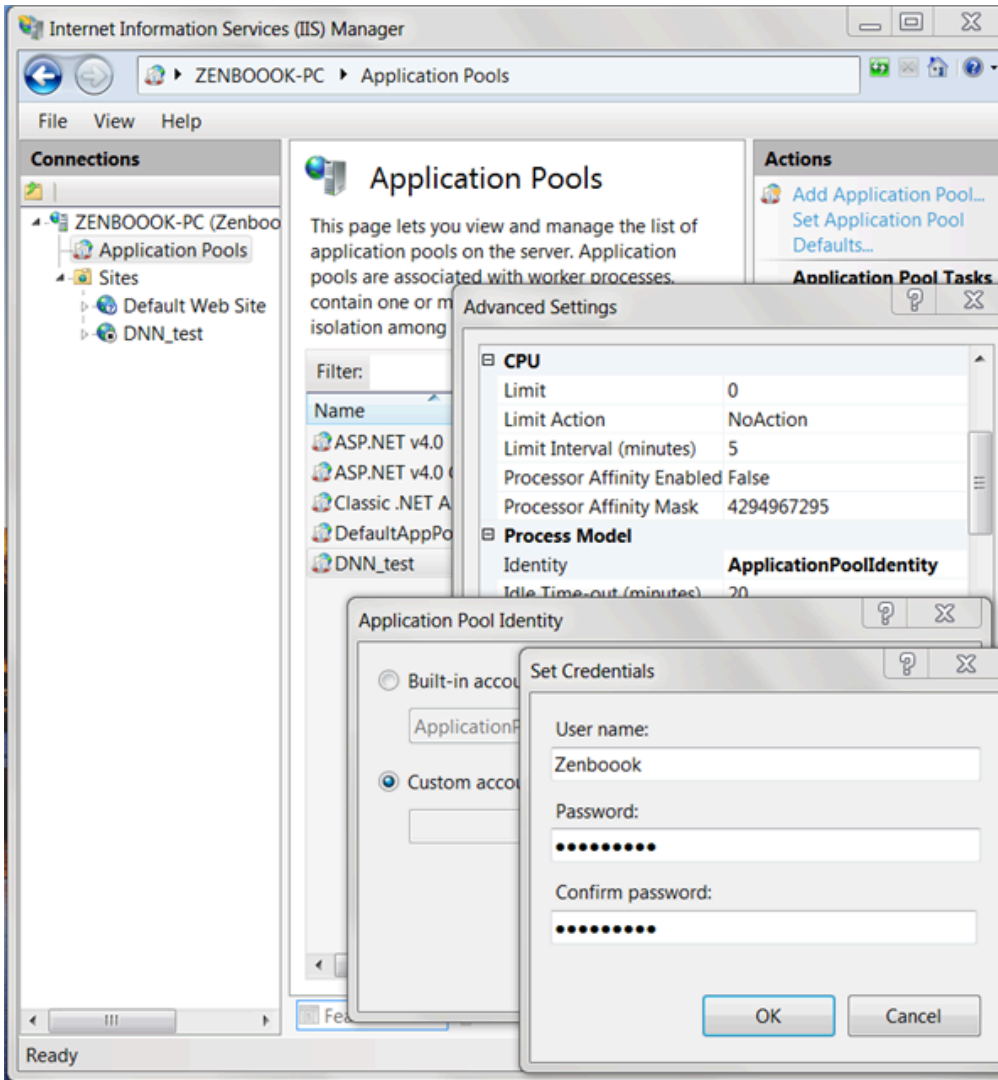 Internet Information Services (IIS) Manager
ZENBOOOK-PC Application Pools
File View Help
Connections
ZENBOOOK-PC (Zenboo
Application Pools
Sites
Default Web Site
DNN_test
Application Pools
This page lets you view and manage the list of
application pools on the server. Application
pools are associated with worker processes,
contain one or m
isolation among
Filter:
Name
ASP.NET v4.0
ASP.NET v4.0
Classic .NET A
DefaultAppPo
DNN_test
Fea
Actions
Add Application Pool...
Set Application Pool
Defaults...
Application Pool Tasks
Advanced Settings
CPU
Limit 0
Limit Action NoAction
Limit Interval (minutes) 5
Processor Affinity Enabled False
Processor Affinity Mask 4294967295
Process Model
Identity ApplicationPoolIdentity
Idle Time-out (minutes) 20
Application Pool Identity
Built-in accou
ApplicationP
Custom accou
Set Credentials
User name:
Zenboook
Password:
•••••••••
Confirm password:
•••••••••
OK Cancel
Ready